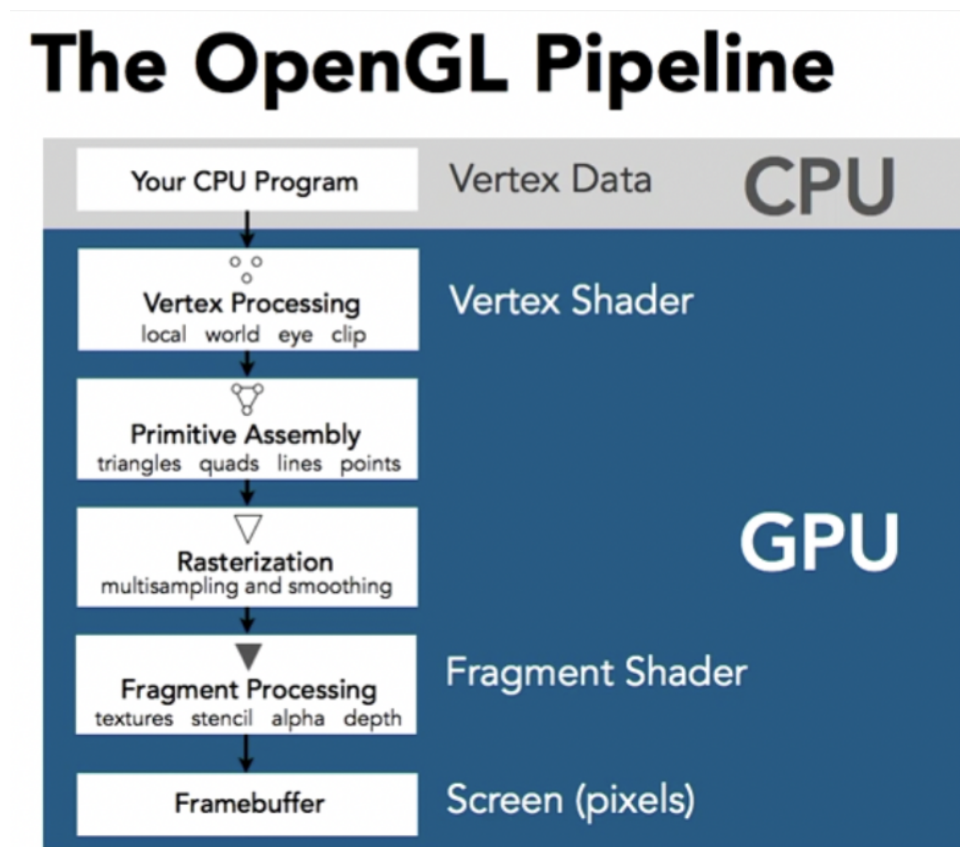 The OpenGL Pipeline
Your CPU Program
Vertex Data
CPU
Vertex Processing
local world eye clip
Vertex Shader
Primitive Assembly
triangles quads lines points
Rasterization
multisampling and smoothing
GPU
Fragment Processing
textures stencil alpha depth
Fragment Shader
Framebuffer
Screen (pixels)